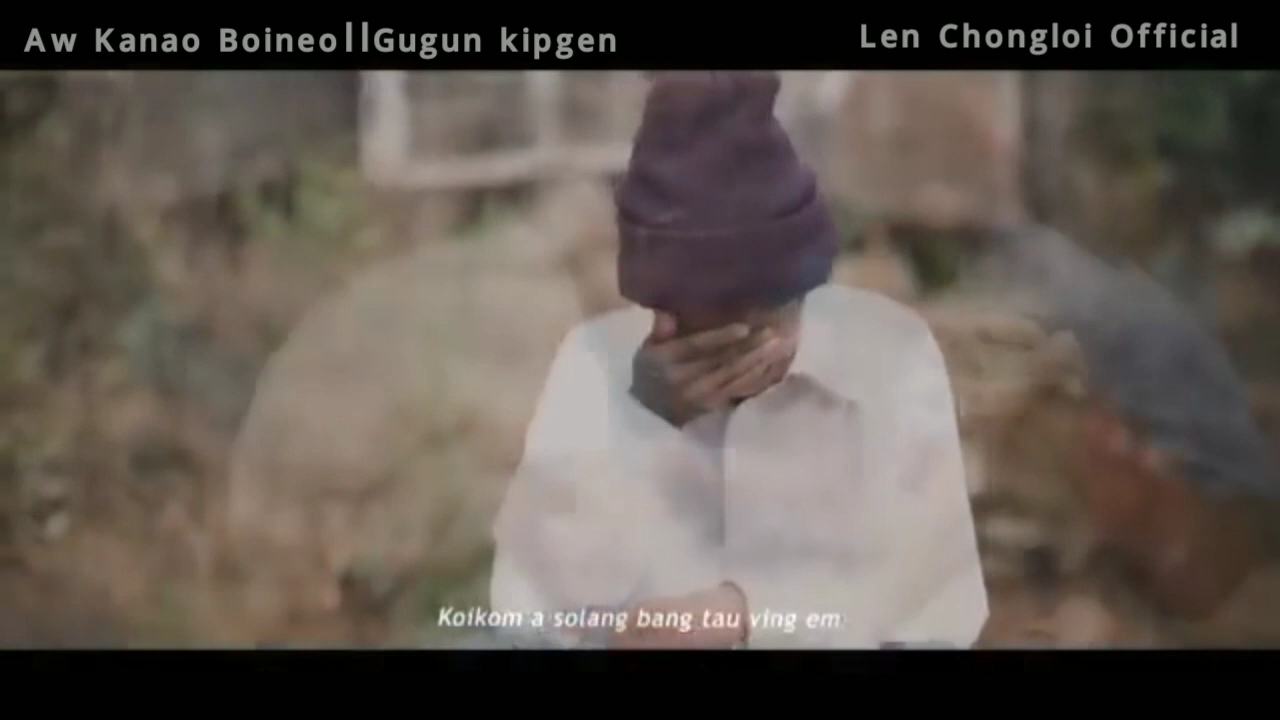 Aw Kanao Boineo||Gugun kipgen
Len Chongloi Official
Koikom a solang bang tau ving em